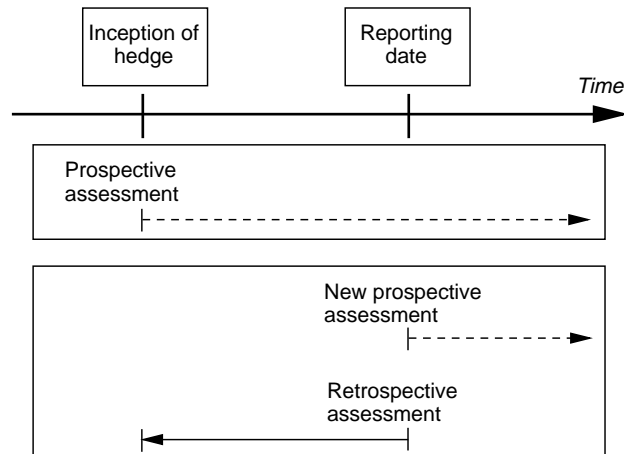 Inception of
hedge
Reporting
date
Time
Prospective
assessment
New prospective
assessment
Retrospective
assessment